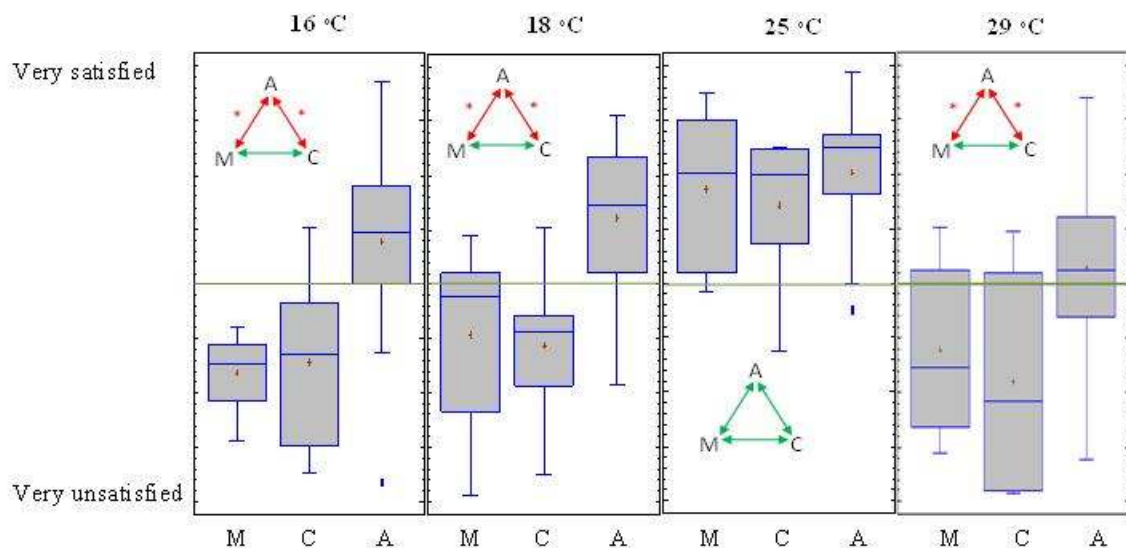 16 °C 18 °C 25 °C 29 °C
Very satisfied
A A A
* * * * * *
M C M C M C
A
M C
Very unsatisfied
M C A M C A M C A M C A